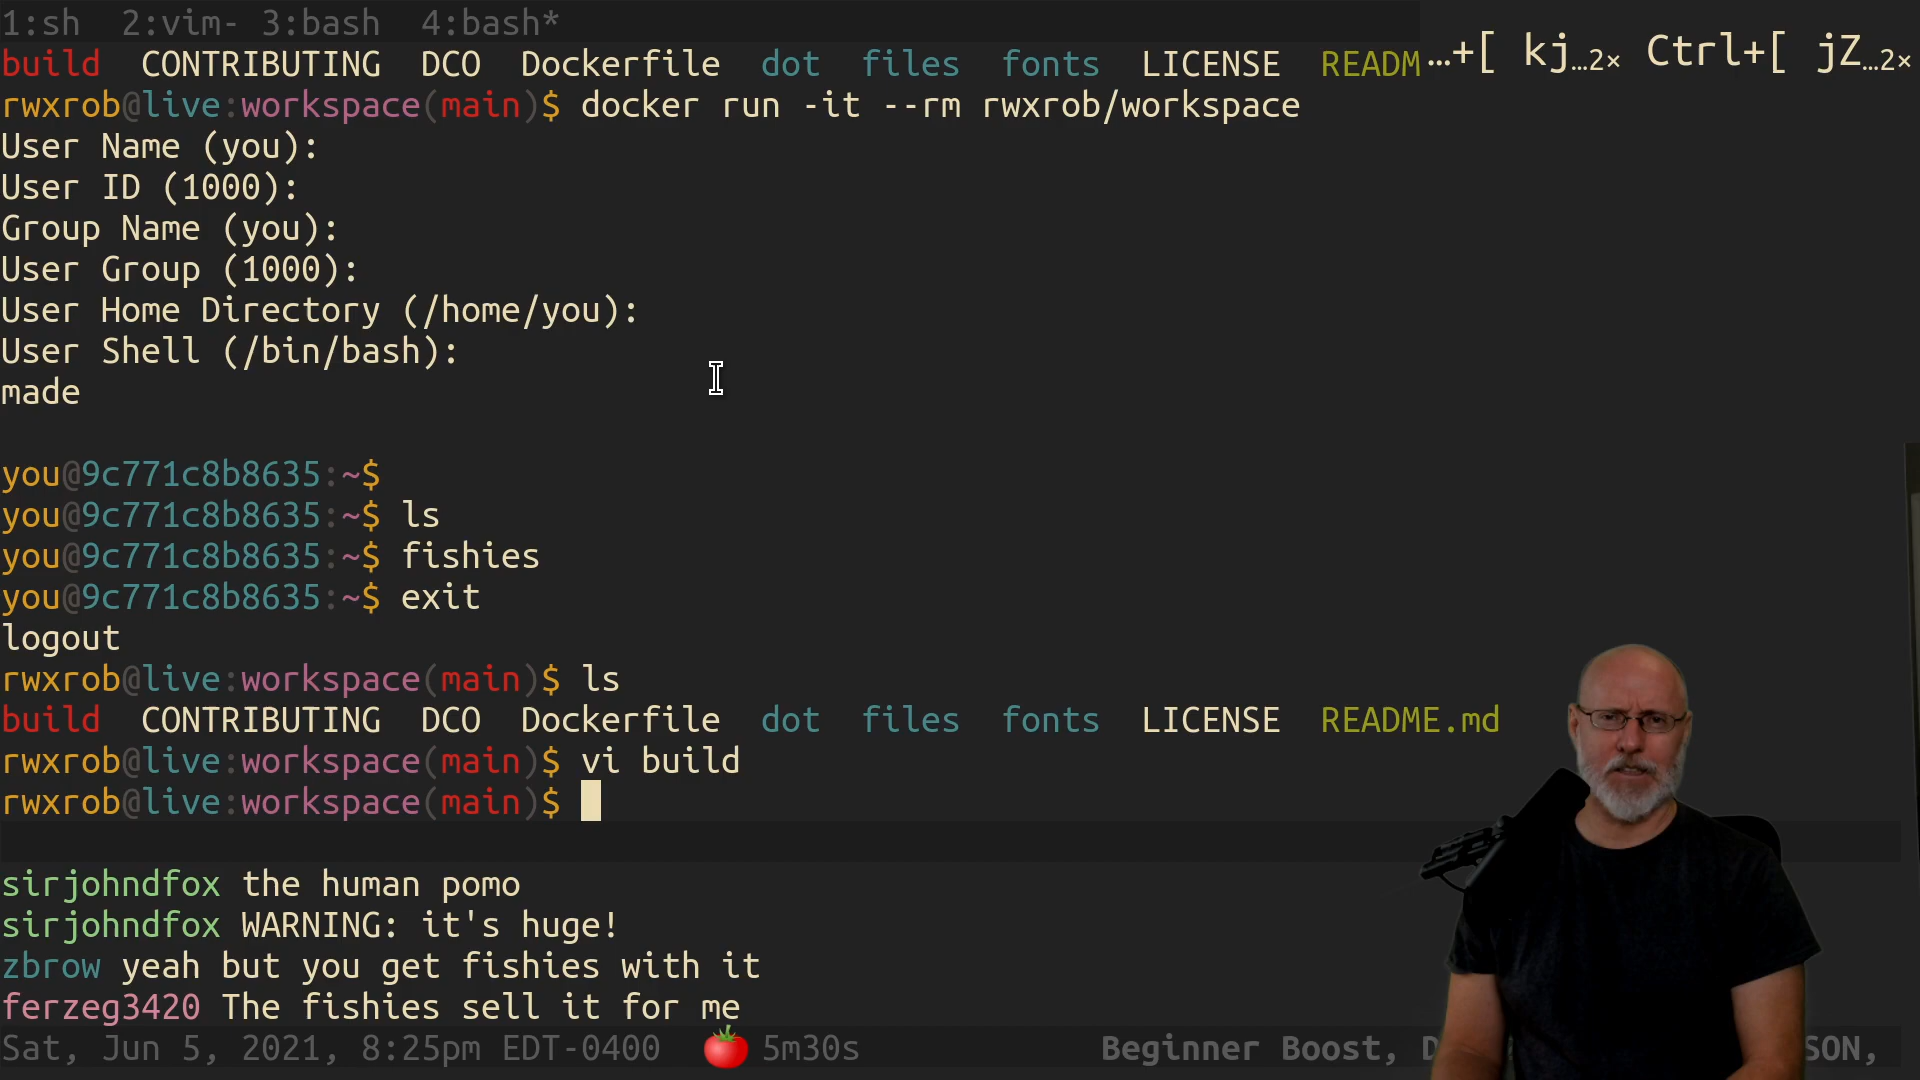 1:sh  2:vim- 3:bash  4:bash*
build  CONTRIBUTING  DCO  Dockerfile  dot  files  fonts  LICENSE  READM
…+[ kj…2× Ctrl+[ jZ…2×
rwxrob@live:workspace(main)$ docker run -it --rm rwxrob/workspace
User Name (you):
User ID (1000):
Group Name (you):
User Group (1000):
User Home Directory (/home/you):
User Shell (/bin/bash):
made
you@9c771c8b8635:~$
you@9c771c8b8635:~$ ls
you@9c771c8b8635:~$ fishies
you@9c771c8b8635:~$ exit
logout
rwxrob@live:workspace(main)$ ls
build  CONTRIBUTING  DCO  Dockerfile  dot  files  fonts  LICENSE  README.md
rwxrob@live:workspace(main)$ vi build
rwxrob@live:workspace(main)$
sirjohndfox the human pomo
sirjohndfox WARNING: it's huge!
zbrow yeah but you get fishies with it
ferzeg3420 The fishies sell it for me
Sat, Jun 5, 2021, 8:25pm EDT-0400  🍅 5m30s  Beginner Boost, D SON,